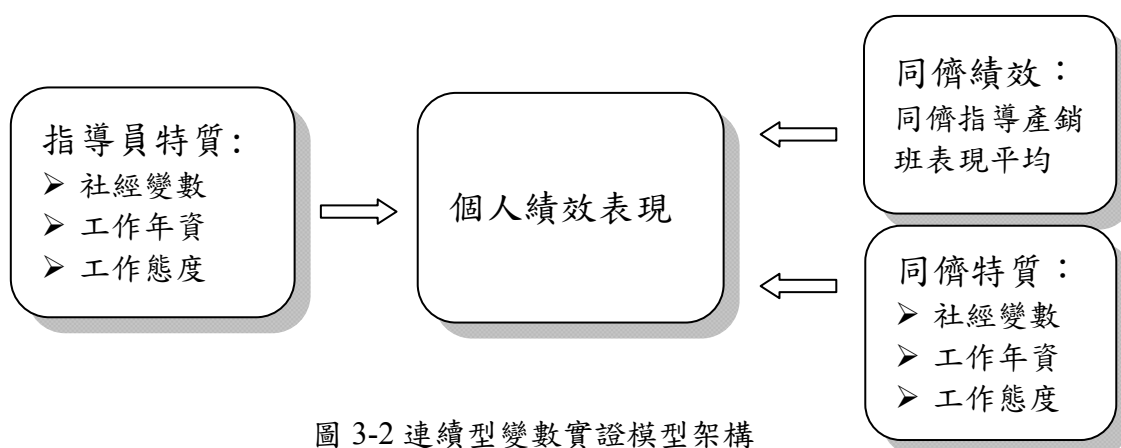 指導員特質:
➢ 社經變數
➢ 工作年資
➢ 工作態度
個人績效表現
同儕績效：
同儕指導產銷
班表現平均
同儕特質：
➢ 社經變數
➢ 工作年資
➢ 工作態度
圖 3-2 連續型變數實證模型架構